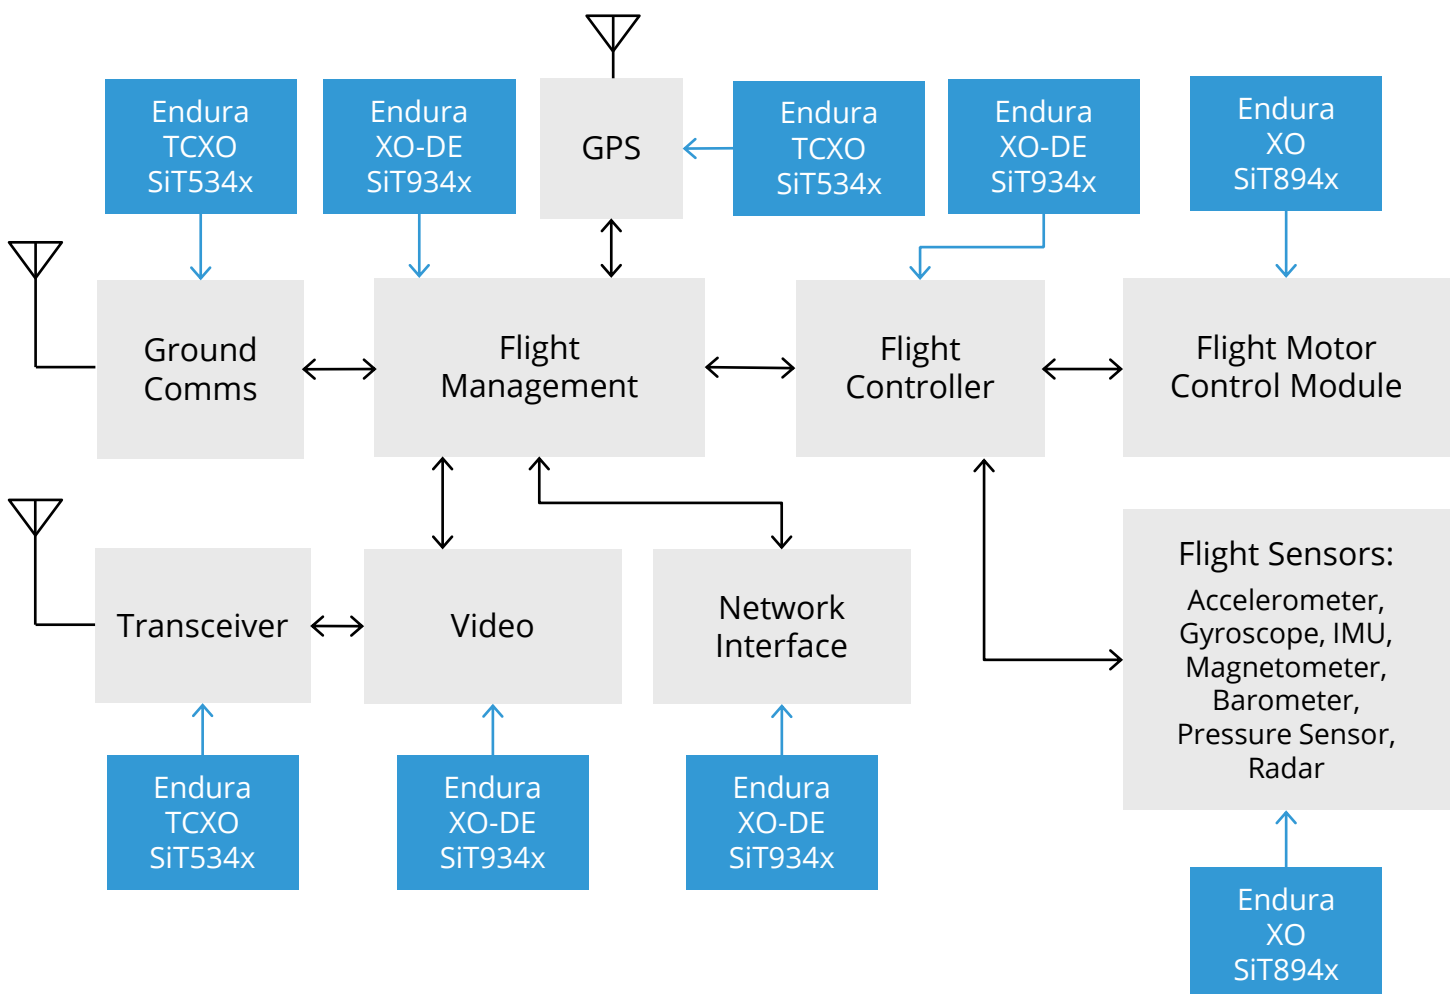 Endura
TCXO
SiT534x
Endura
XO-DE
SiT934x
GPS
Endura
TCXO
SiT534x
Endura
XO-DE
SiT934x
Endura
XO
SiT894x
Ground
Comms
Flight
Management
Flight
Controller
Flight Motor
Control Module
Transceiver
Video
Network
Interface
Flight Sensors:
Accelerometer,
Gyroscope, IMU,
Magnetometer,
Barometer,
Pressure Sensor,
Radar
Endura
TCXO
SiT534x
Endura
XO-DE
SiT934x
Endura
XO-DE
SiT934x
Endura
XO
SiT894x